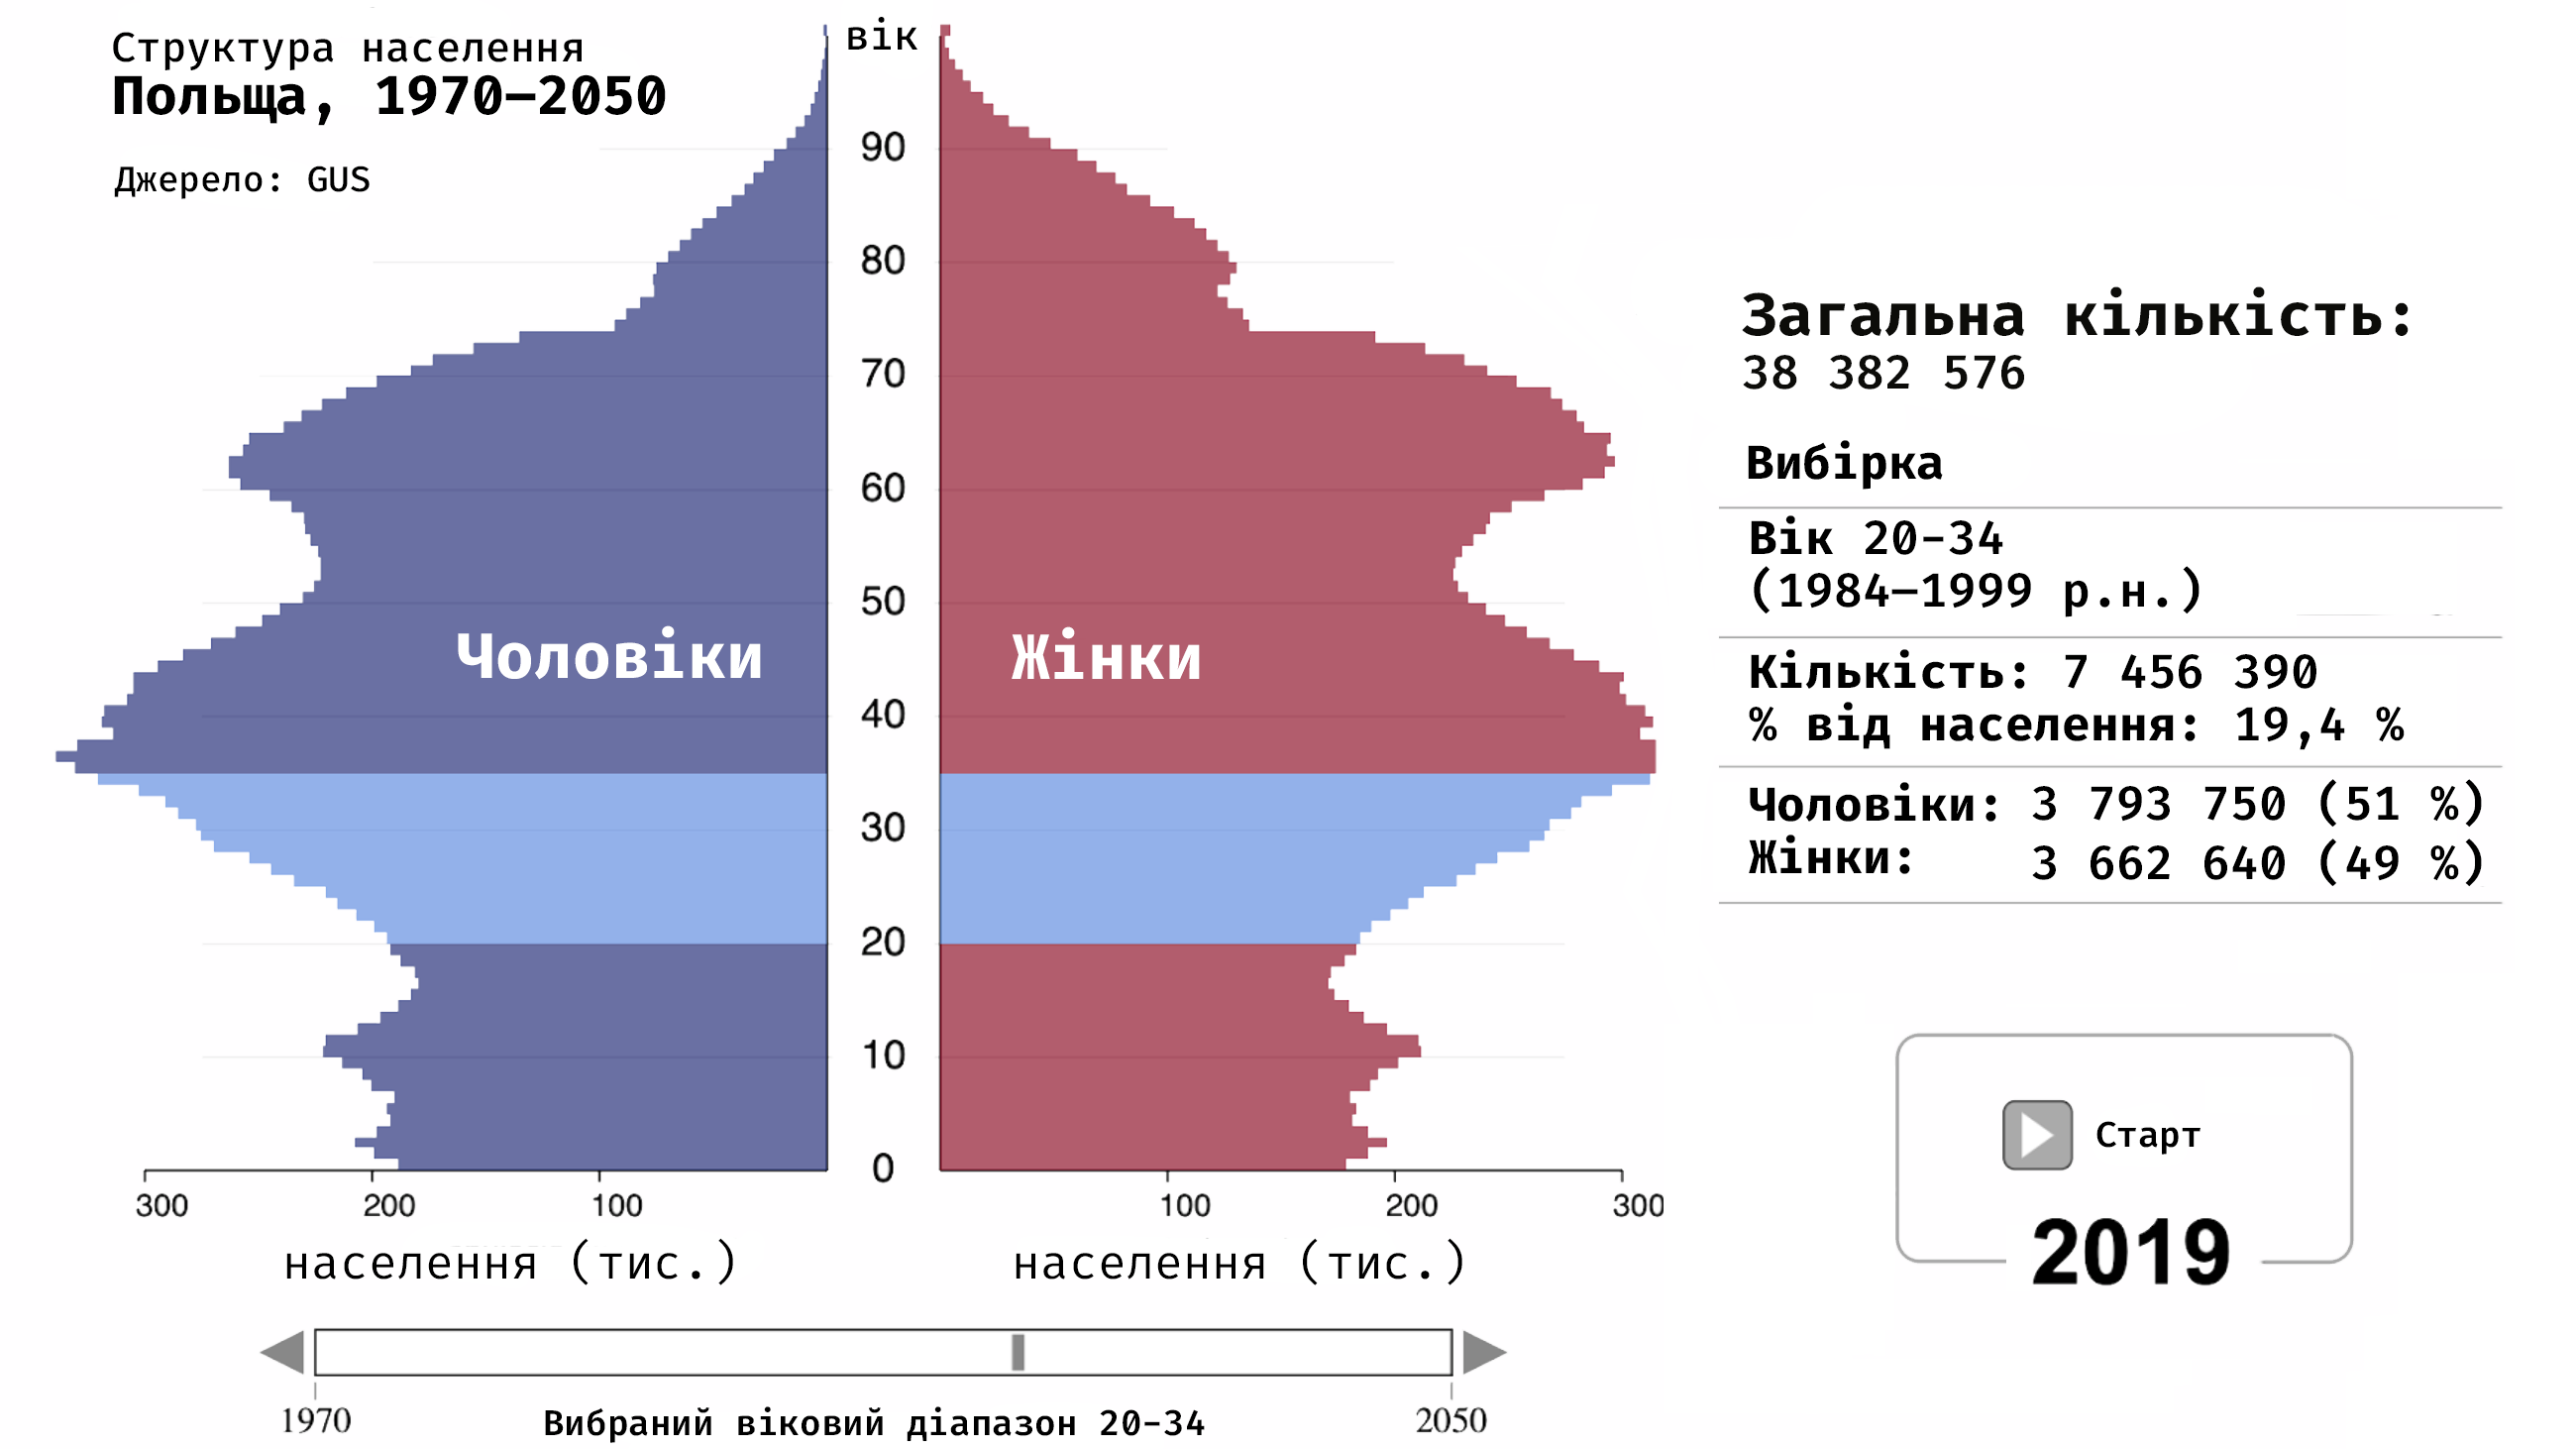 Структура населення
Польща, 1970–2050
Джерело: GUS
вік
90
80
70
60
50
40
30
20
10
0
Чоловіки
Жінки
300 200 100
100 200 300
населення (тис.)
населення (тис.)
1970
Вибраний віковий діапазон 20-34
2050
Загальна кількість:
38 382 576
Вибірка
Вік 20-34
(1984–1999 р.н.)
Кількість: 7 456 390
% від населення: 19,4 %
Чоловіки: 3 793 750 (51 %)
Жінки: 3 662 640 (49 %)
Старт
2019